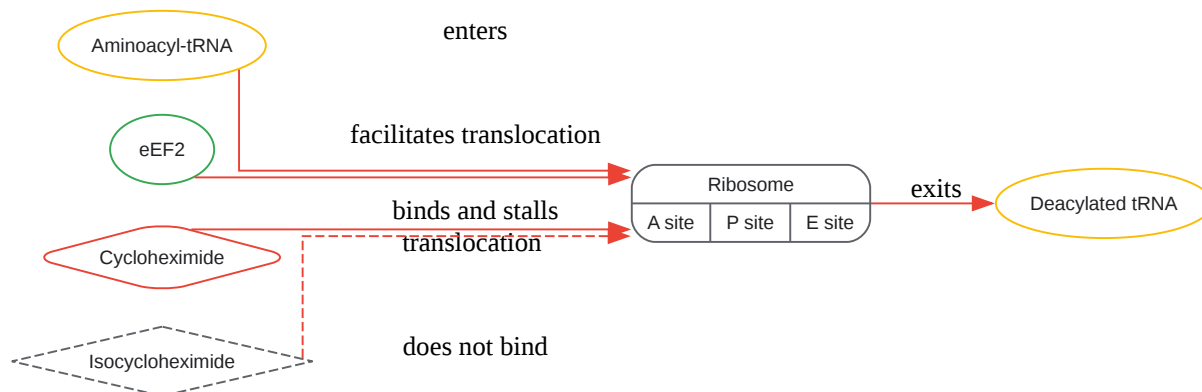 enters
Aminoacyl-tRNA
facilitates translocation
eEF2
Ribosome
A site
P site
E site
exits
Deacylated tRNA
binds and stalls
translocation
Cycloheximide
does not bind
Isocycloheximide